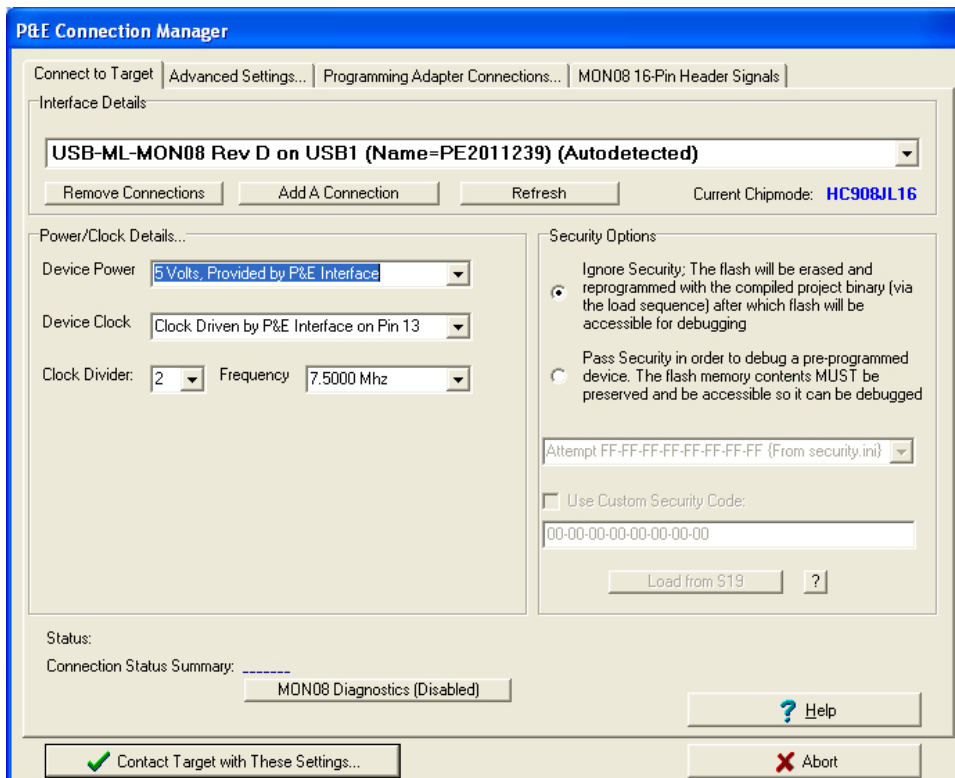 P&E Connection Manager
Connect to Target
Advanced Settings...
Programming Adapter Connections...
MON08 16-Pin Header Signals
Interface Details
USB-ML-MON08 Rev D on USB1 (Name=PE2011239) (Autodetected)
Remove Connections
Add A Connection
Refresh
Current Chipmode: HC908JL16
Power/Clock Details...
Device Power
5 Volts, Provided by P&E Interface
Device Clock
Clock Driven by P&E Interface on Pin 13
Clock Divider:
2
Frequency
7.5000 Mhz
Security Options
Ignore Security; The flash will be erased and
reprogrammed with the compiled project binary (via
the load sequence) after which flash will be
accessible for debugging
Pass Security in order to debug a pre-programmed
device. The flash memory contents MUST be
preserved and be accessible so it can be debugged
Attempt FF-FF-FF-FF-FF-FF-FF-FF {From security.ini}
Use Custom Security Code:
00-00-00-00-00-00-00-00
Load from S19
?
Status:
Connection Status Summary: _______
MON08 Diagnostics (Disabled)
? Help
Contact Target with These Settings...
Abort